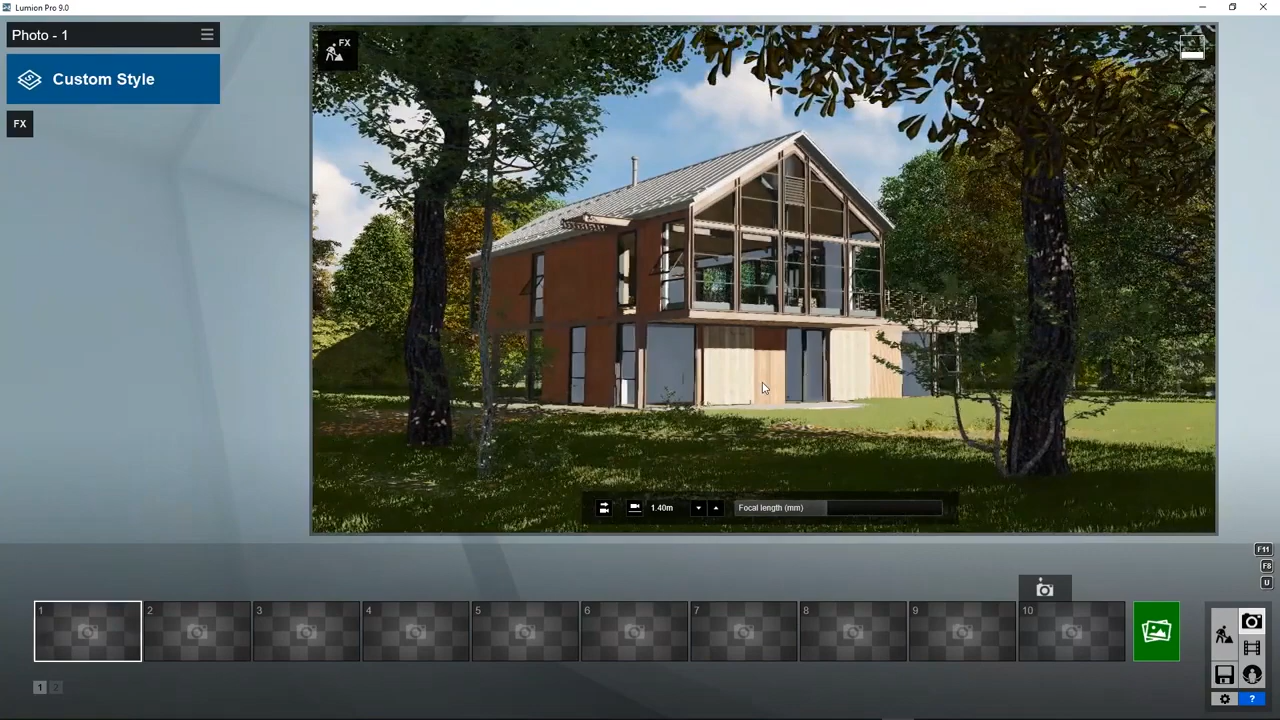 Lumion Pro 9.0
Photo - 1
Custom Style
FX
FX
1.40m
Focal length (mm)
F11
F8
U
1
2
3
4
5
6
7
8
9
10
1
2
?